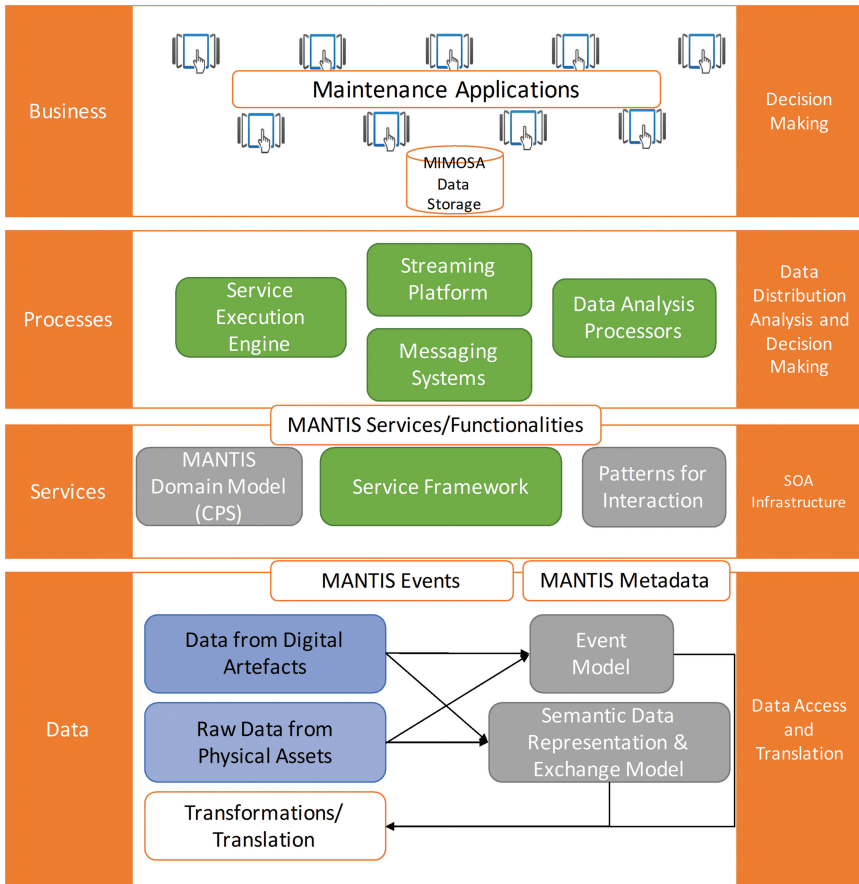 Business
Maintenance Applications
MIMOSA
Data
Storage
Decision
Making
Processes
Service
Execution
Engine
Streaming
Platform
Messaging
Systems
Data Analysis
Processors
Data
Distribution
Analysis and
Decision
Making
MANTIS Services/Functionalities
Services
MANTIS
Domain Model
(CPS)
Service Framework
Patterns for
Interaction
SOA
Infrastructure
MANTIS Events
MANTIS Metadata
Data
Data from Digital
Artefacts
Event
Model
Raw Data from
Physical Assets
Semantic Data
Representation &
Exchange Model
Transformations/
Translation
Data Access
and
Translation